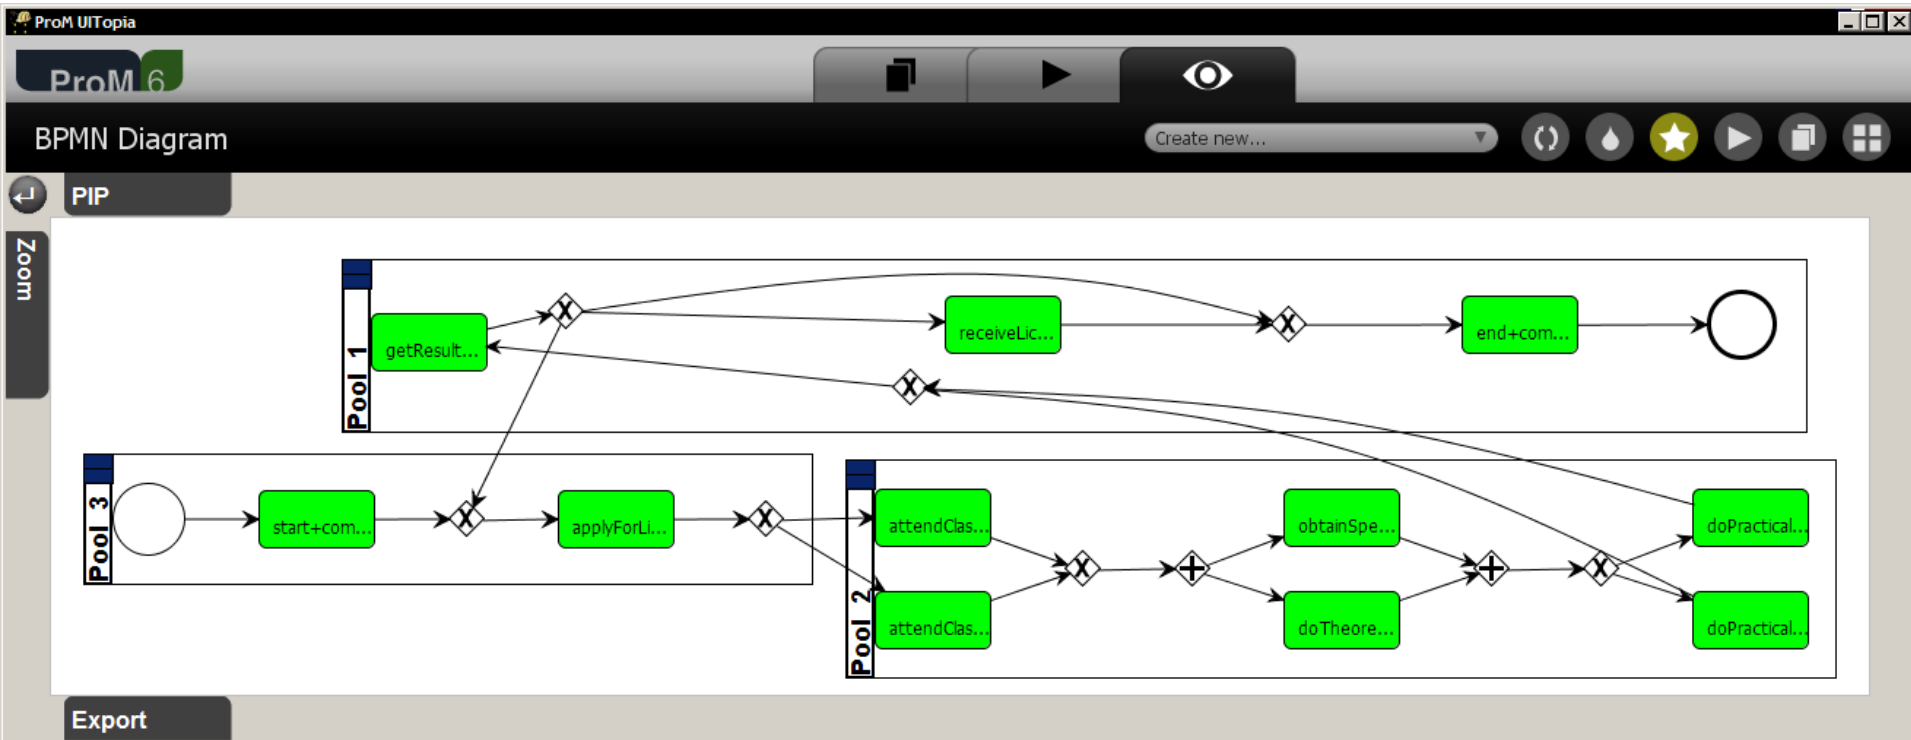 ProM UITopia
ProM 6
BPMN Diagram
Create new...
PIP
Zoom
Pool 1
getResult...
X
receiveLic...
X
end+com...
X
Pool 3
start+com...
X
applyForLi...
X
Pool 2
attendClas...
attendClas...
X
+
obtainSpe...
doTheore...
+
X
doPractical...
doPractical...
Export